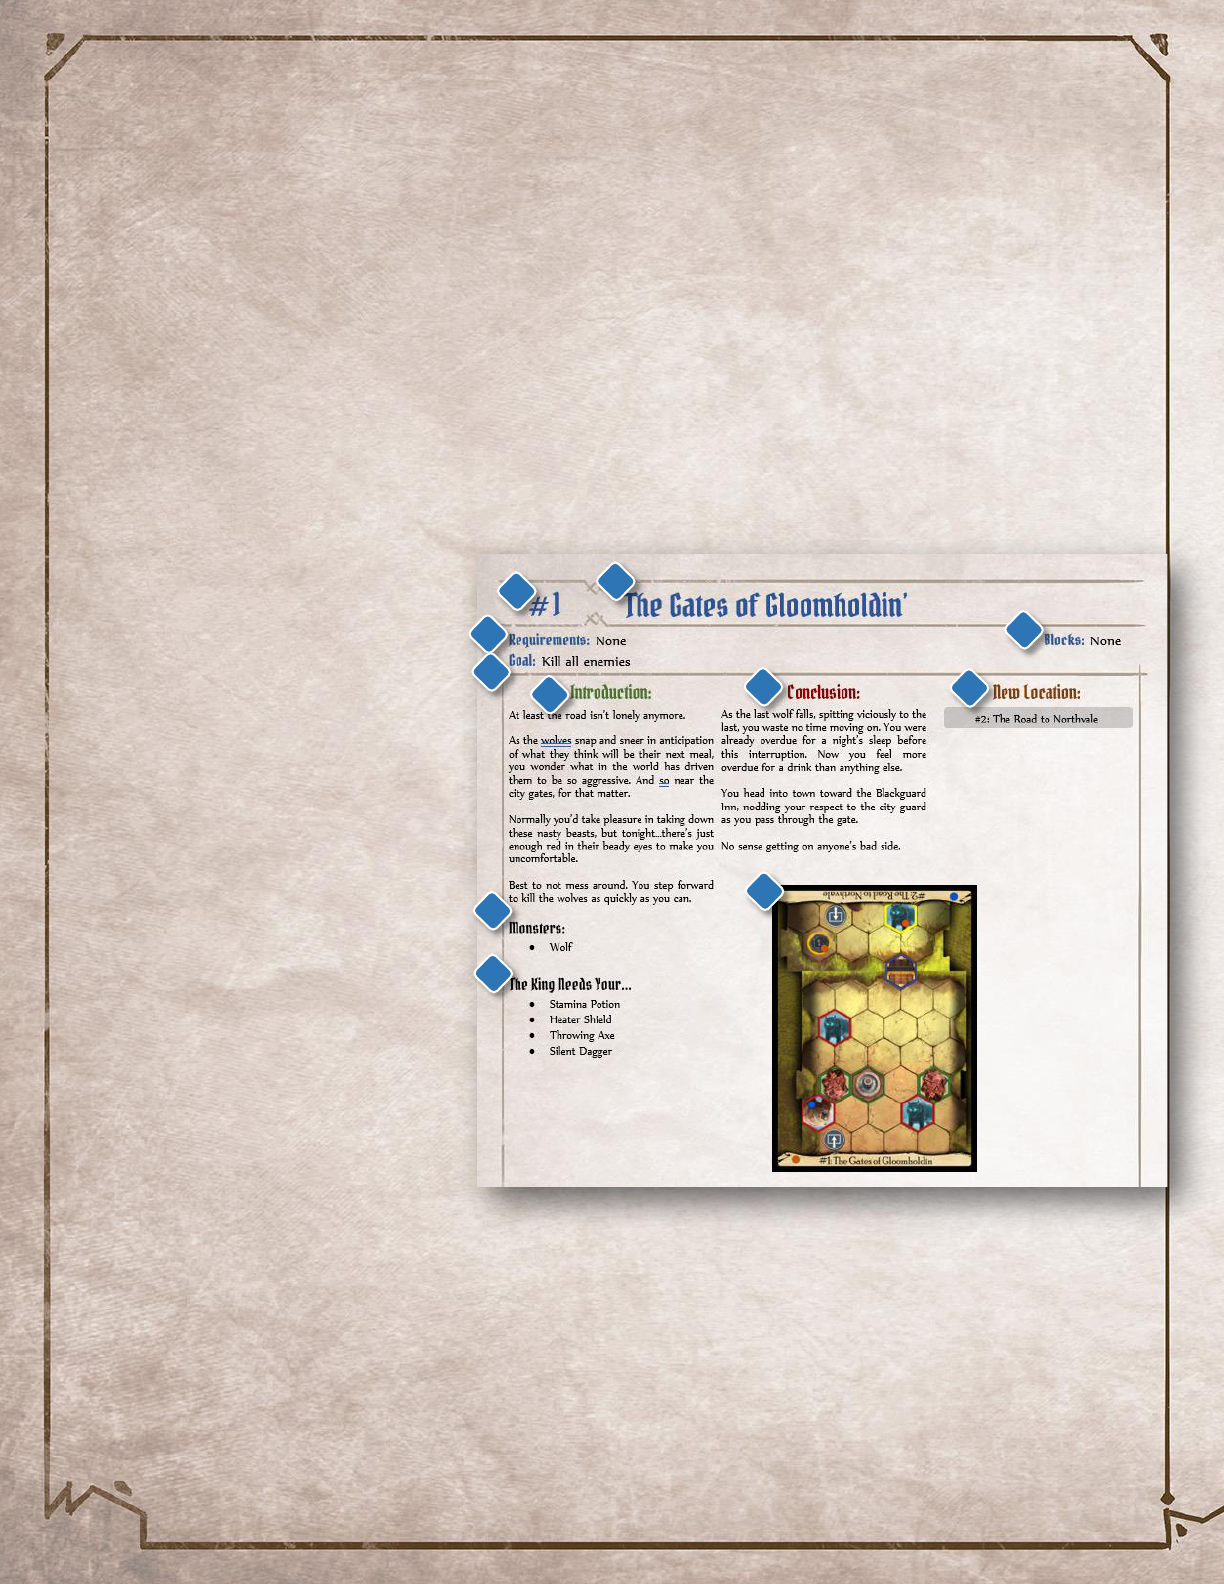 #1
The Gates of Gloomholdin'
Requirements: None
Blocks: None
Goal: Kill all enemies
Introduction:
At least the road isn't lonely anymore.
As the wolves snap and sneer in anticipation
of what they think will be their next meal,
you wonder what in the world has driven
them to be so aggressive. And so near the
city gates, for that matter.
Normally you'd take pleasure in taking down
these nasty beasts, but tonight...there's just
enough red in their beady eyes to make you
uncomfortable.
Best to not mess around. You step forward
to kill the wolves as quickly as you can.
Monsters:
● Wolf
The King Needs Your...
● Stamina Potion
● Heater Shield
● Throwing Axe
● Silent Dagger
Conclusion:
As the last wolf falls, spitting viciously to the
last, you waste no time moving on. You were
already overdue for a night's sleep before
this interruption. Now you feel more
overdue for a drink than anything else.
You head into town toward the Blackguard
Inn, nodding your respect to the city guard
as you pass through the gate.
No sense getting on anyone's bad side.
#2: The Road to Northvale
#1: The Gates of Gloomholdin
New Location:
#2: The Road to Northvale